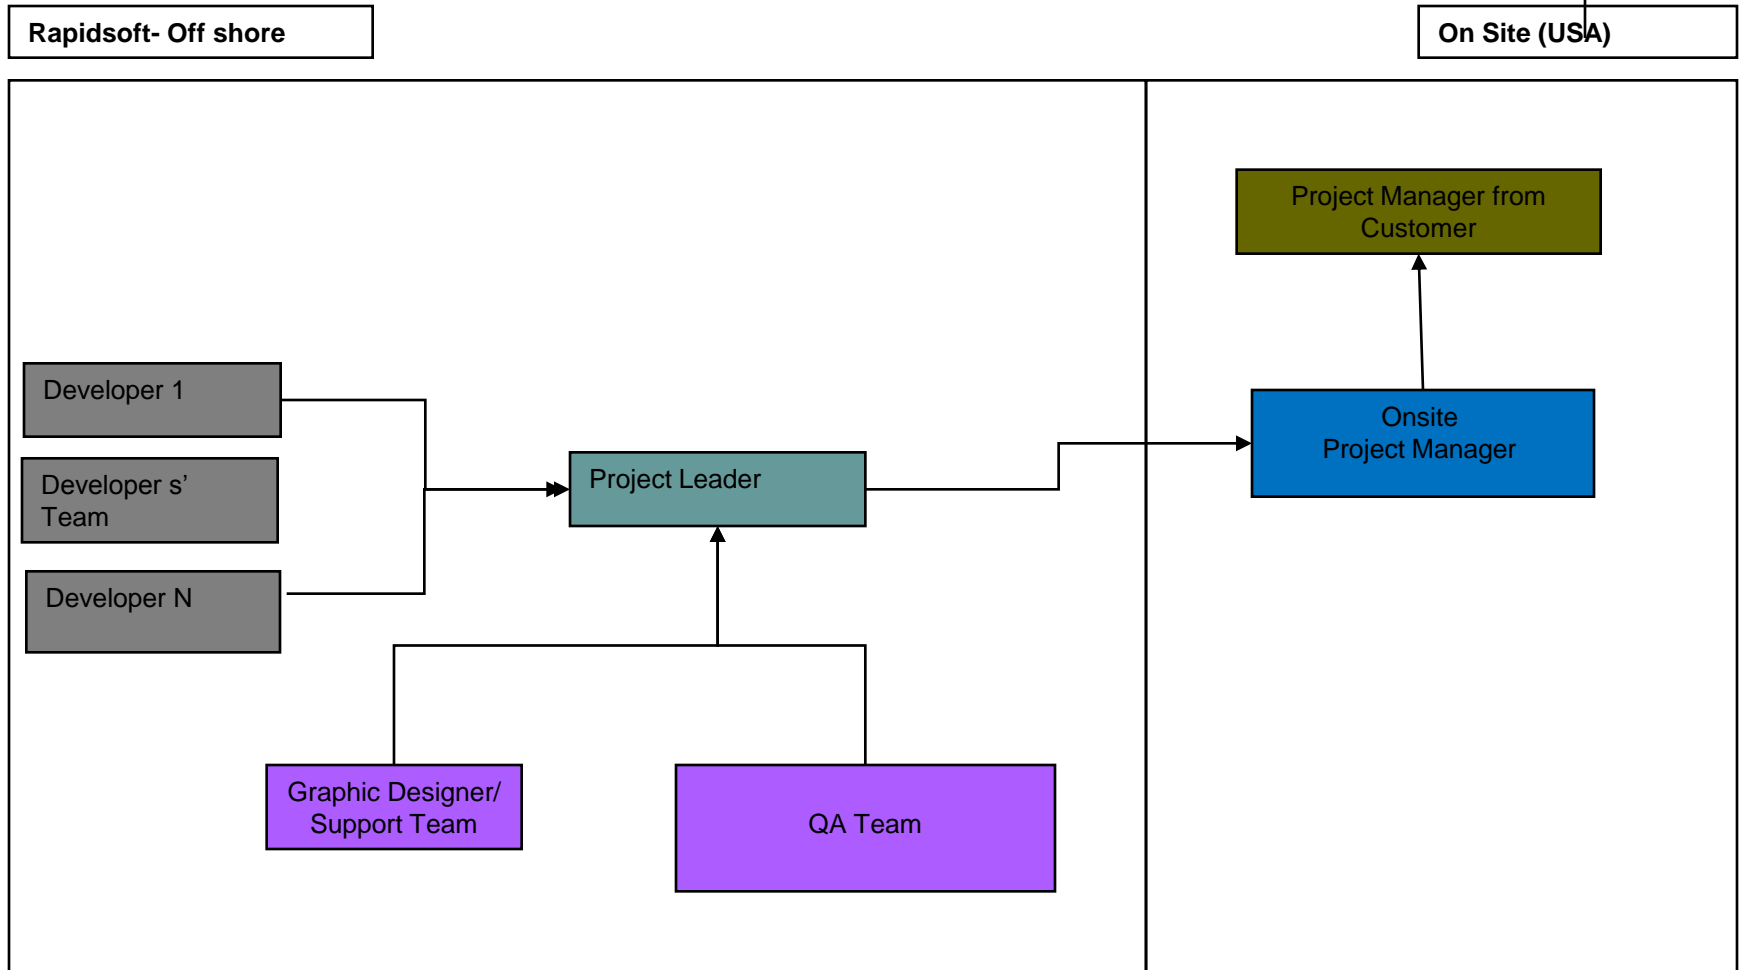 Rapidsoft- Off shore
On Site (USA)
Project Manager from
Customer
Developer 1
Onsite
Project Manager
Developer s’
Team
Project Leader
Developer N
Graphic Designer/
Support Team
QA Team